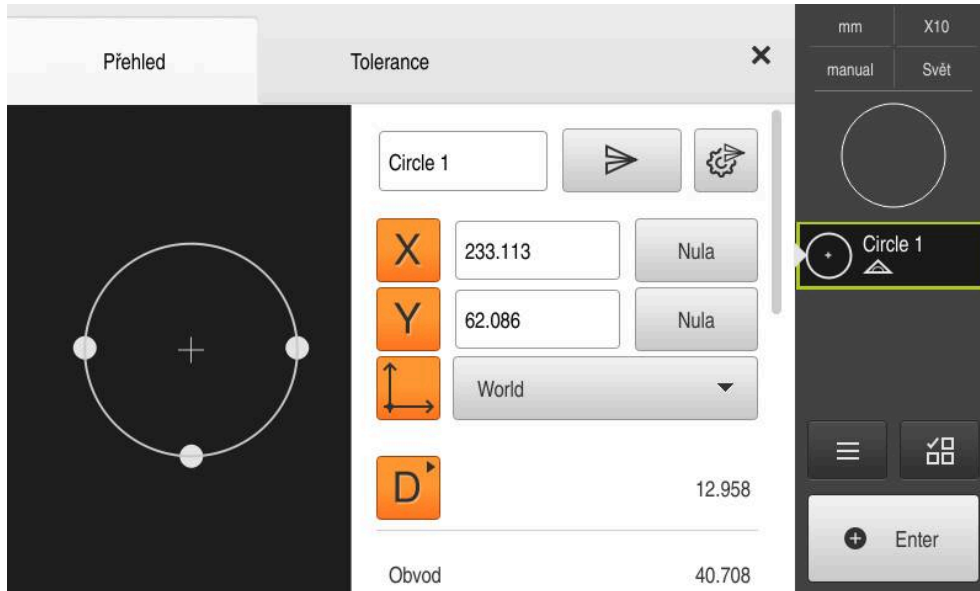 Přehled
Tolerance
mm
X10
manual
Svět
Circle 1
X
233.113
Nula
Y
62.086
Nula
World
D
12.958
Obvod
40.708
Circle 1
Enter